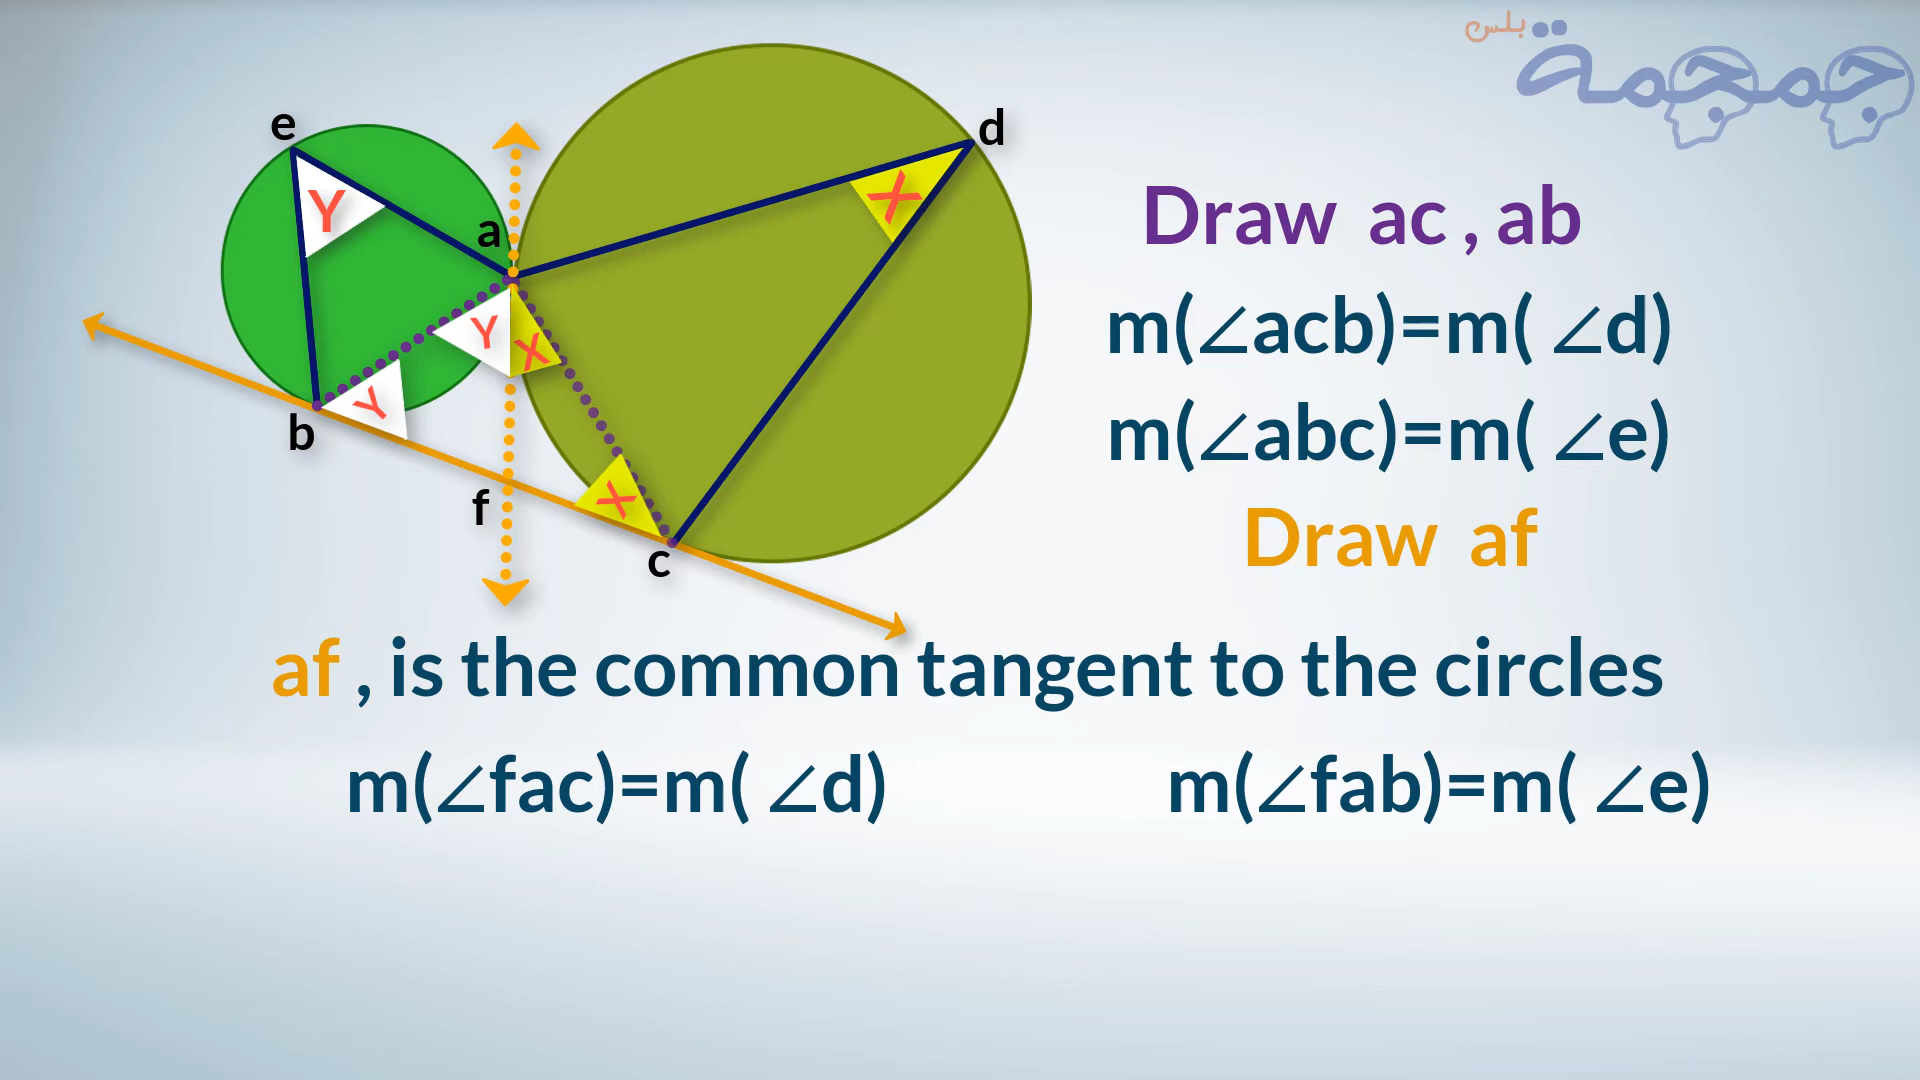 بلس
جمجمة
e
d
Y
X
a
Draw ac , ab
m(∠acb)=m( ∠d)
Y
X
Y
b
m(∠abc)=m( ∠e)
f
X
c
Draw af
af , is the common tangent to the circles
m(∠fac)=m( ∠d) m(∠fab)=m( ∠e)